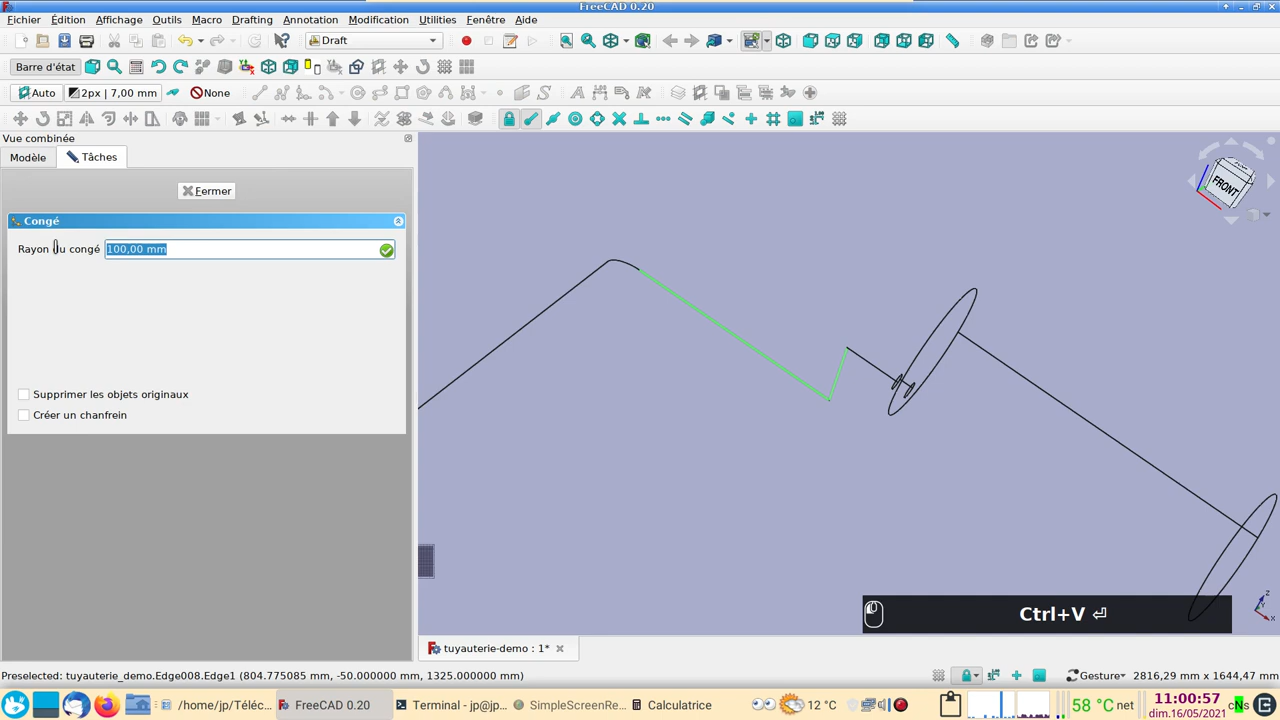 FreeCAD 0.20
Fichier Édition Affichage Outils Macro Drafting Annotation Modification Utilities Fenêtre Aide
Draft
Barre d'état
Auto 2px | 7,00 mm None
Vue combinée
Modèle Tâches
Fermer
Congé
Rayon du congé 100,00 mm
Supprimer les objets originaux
Créer un chanfrein
FRONT
Ctrl+V ⏎
tuyauterie-demo : 1*
Preselected: tuyauterie_demo.Edge008.Edge1 (804.775085 mm, -50.000000 mm, 1325.000000 mm)
Gesture 2816,29 mm x 1644,47 mm
/home/jp/Téléc... FreeCAD 0.20 Terminal - jp@jp... SimpleScreenRe... Calculatrice
12 °C
58 °C net
11:00:57
dim.16/05/2021
cNs